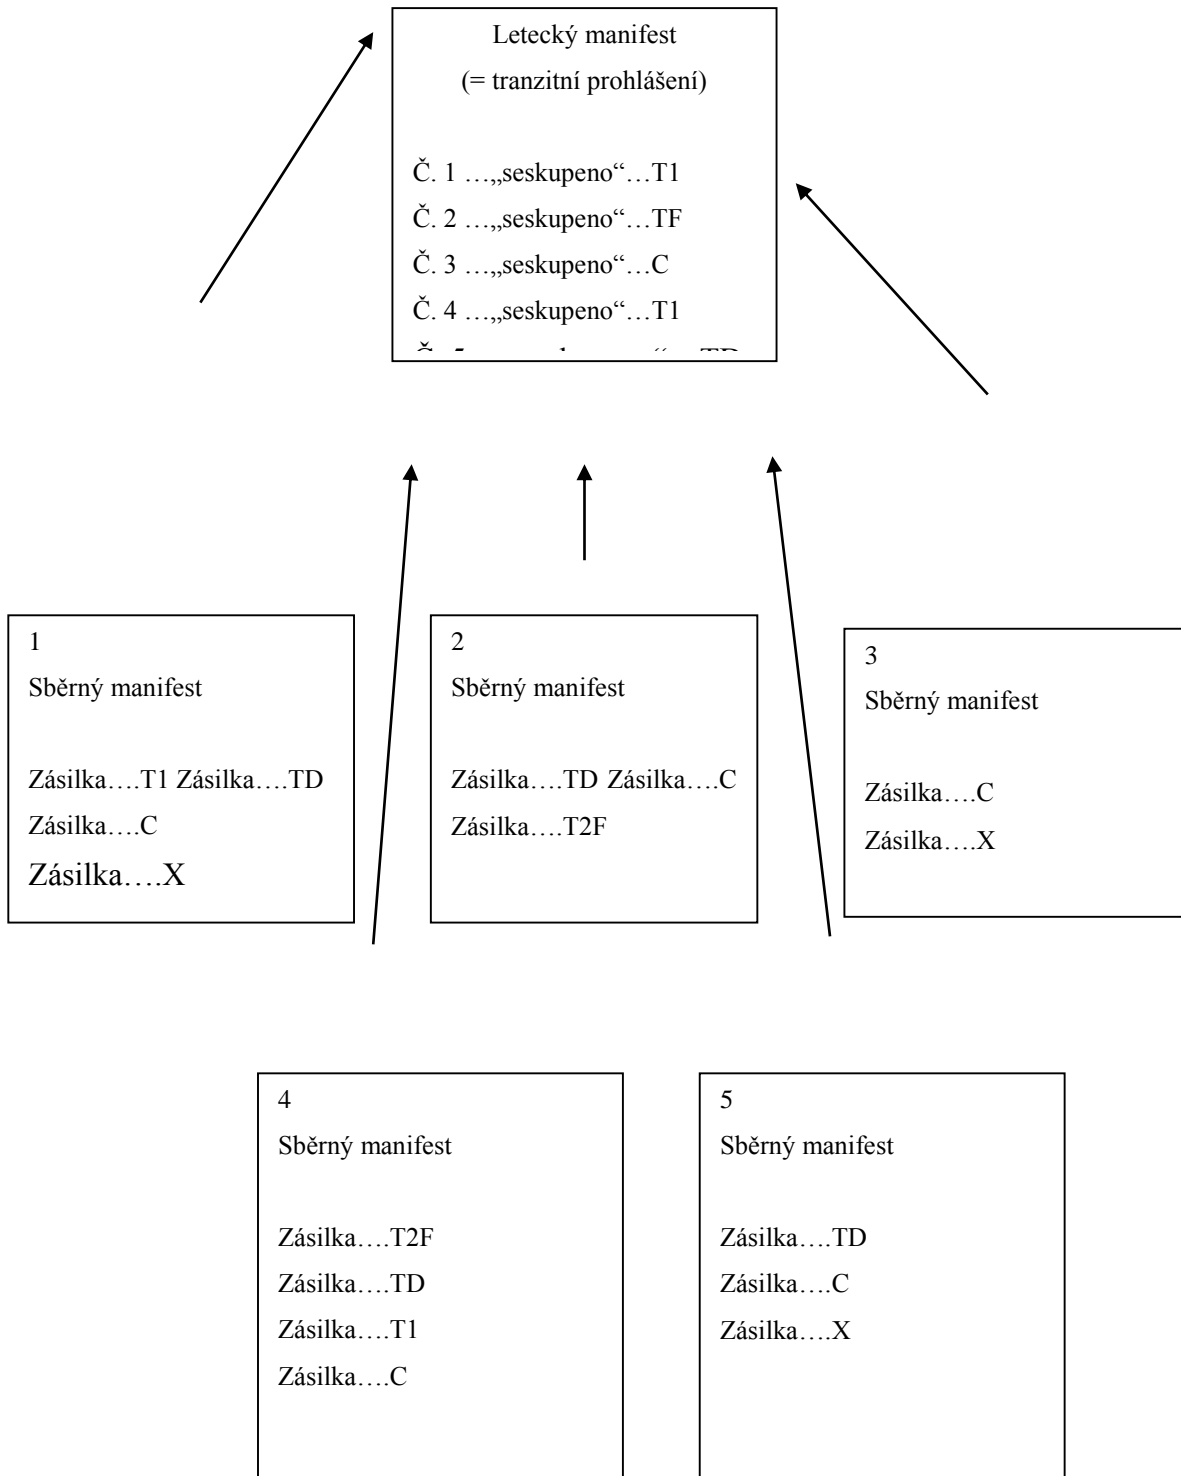 Letecký manifest
(= tranzitní prohlášení)
Č. 1 …„seskupeno“…T1
Č. 2 …„seskupeno“…TF
Č. 3 …„seskupeno“…C
Č. 4 …„seskupeno“…T1
1
Sběrný manifest
Zásilka….T1 Zásilka….TD
Zásilka….C
Zásilka….X
2
Sběrný manifest
Zásilka….TD Zásilka….C
Zásilka….T2F
3
Sběrný manifest
Zásilka….C
Zásilka….X
4
Sběrný manifest
Zásilka….T2F
Zásilka….TD
Zásilka….T1
Zásilka….C
5
Sběrný manifest
Zásilka….TD
Zásilka….C
Zásilka….X